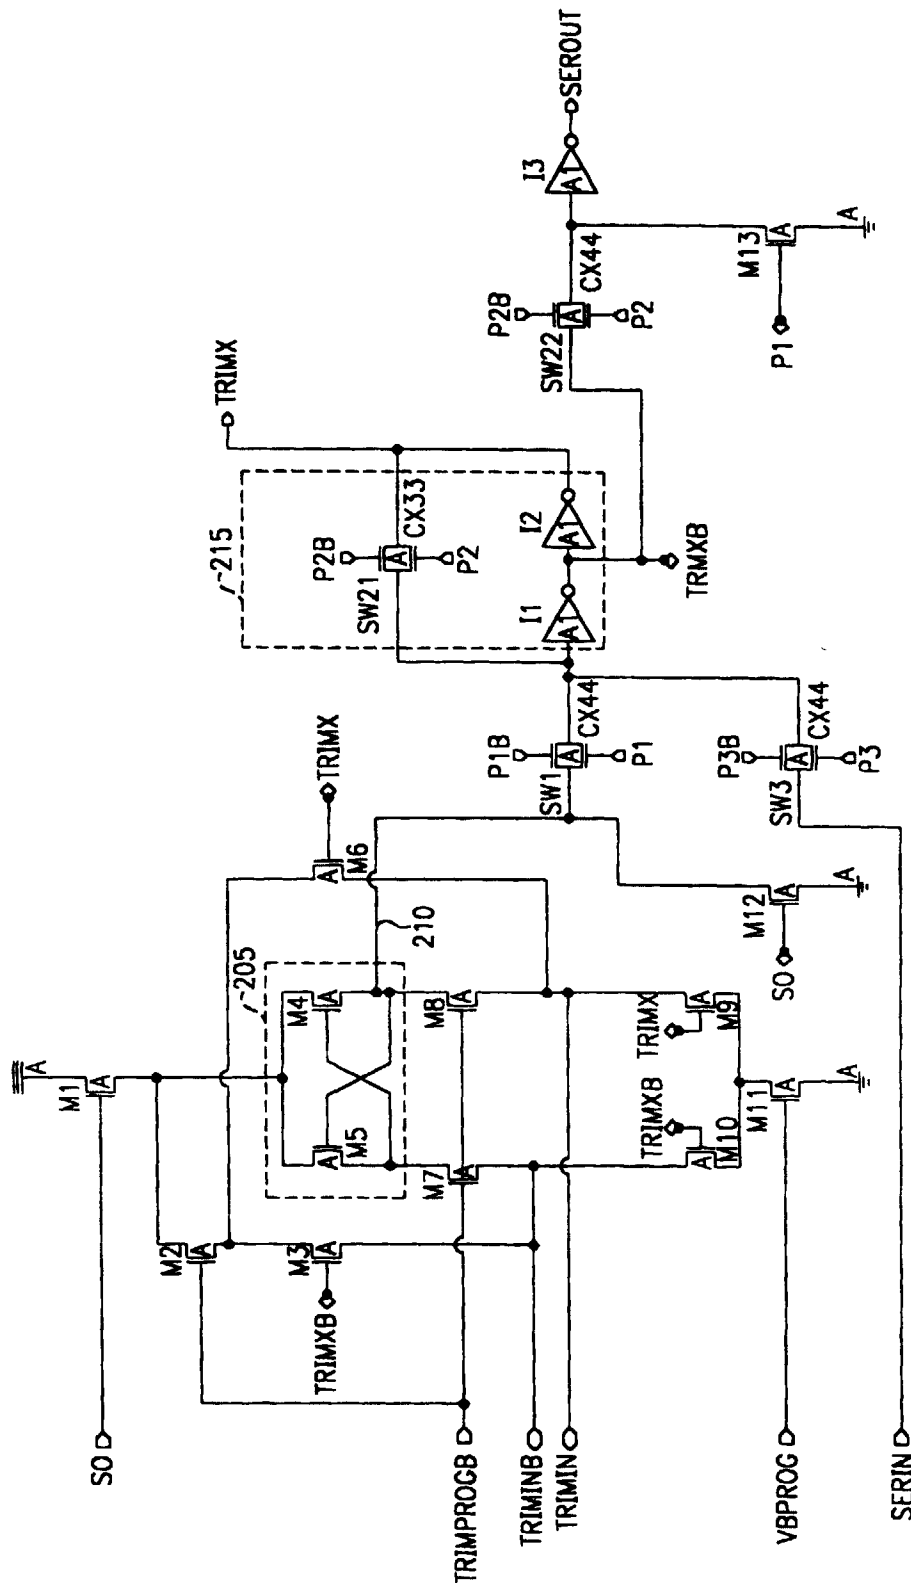 SO
TRIMPROGB
TRIMINB
TRIMIN
VBPROG
SERIN
M1
A
M2
A
M3
A
TRIMXB
205
M5
A
M4
A
M7
A
M8
A
210
M6
A
TRIMX
TRIMXB
M10
A
TRIMX
M9
A
M11
A
A
SO
M12
A
A
P1B
SW1
A
CX44
P1
P3B
SW3
A
CX44
P3
215
P2B
SW21
A
CX33
P2
I1
A1
I2
A1
TRIMX
TRMXB
P2B
SW22
A
CX44
P2
I3
A1
SEROUT
P1
M13
A
A